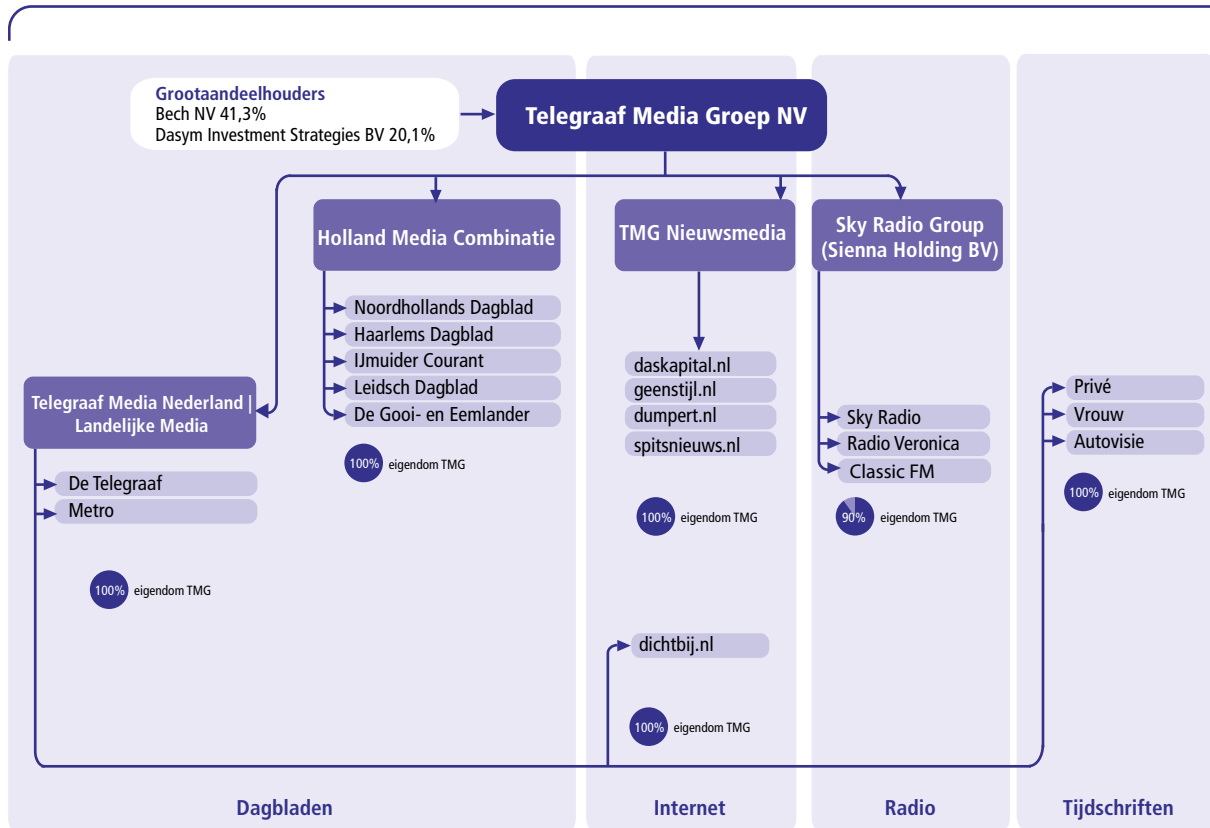 Grootaandeelhouders
Bech NV 41,3%
Dasym Investment Strategies BV 20,1%
Telegraaf Media Groep NV
Holland Media Combinatie
TMG Nieuwsmedia
Sky Radio Group
(Sienna Holding BV)
Noordhollands Dagblad
Haarlems Dagblad
IJmuider Courant
Leidsch Dagblad
De Gooi- en Eemlander
100% eigendom TMG
Telegraaf Media Nederland |
Landelijke Media
De Telegraaf
Metro
100% eigendom TMG
daskapital.nl
geenstijl.nl
dumpert.nl
spitsnieuws.nl
100% eigendom TMG
dichtbij.nl
100% eigendom TMG
Sky Radio
Radio Veronica
Classic FM
90% eigendom TMG
Privé
Vrouw
Autovisie
100% eigendom TMG
Dagbladen
Internet
Radio
Tijdschriften